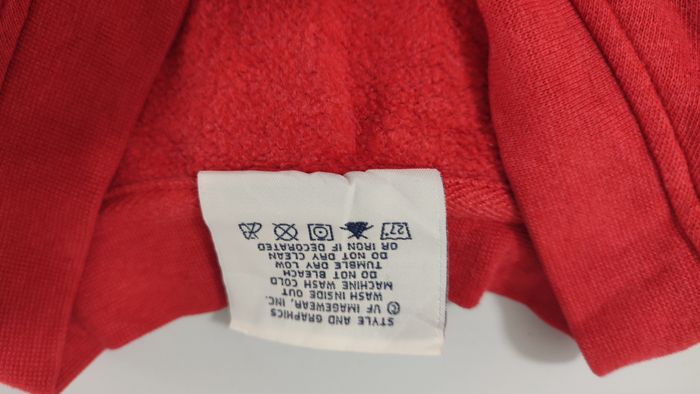 STYLE AND GRAPHICS
© VF IMAGEWEAR, INC.
WASH INSIDE OUT
MACHINE WASH COLD
DO NOT BLEACH
TUMBLE DRY LOW
DO NOT DRY CLEAN
OR IRON IF DECORATED
27